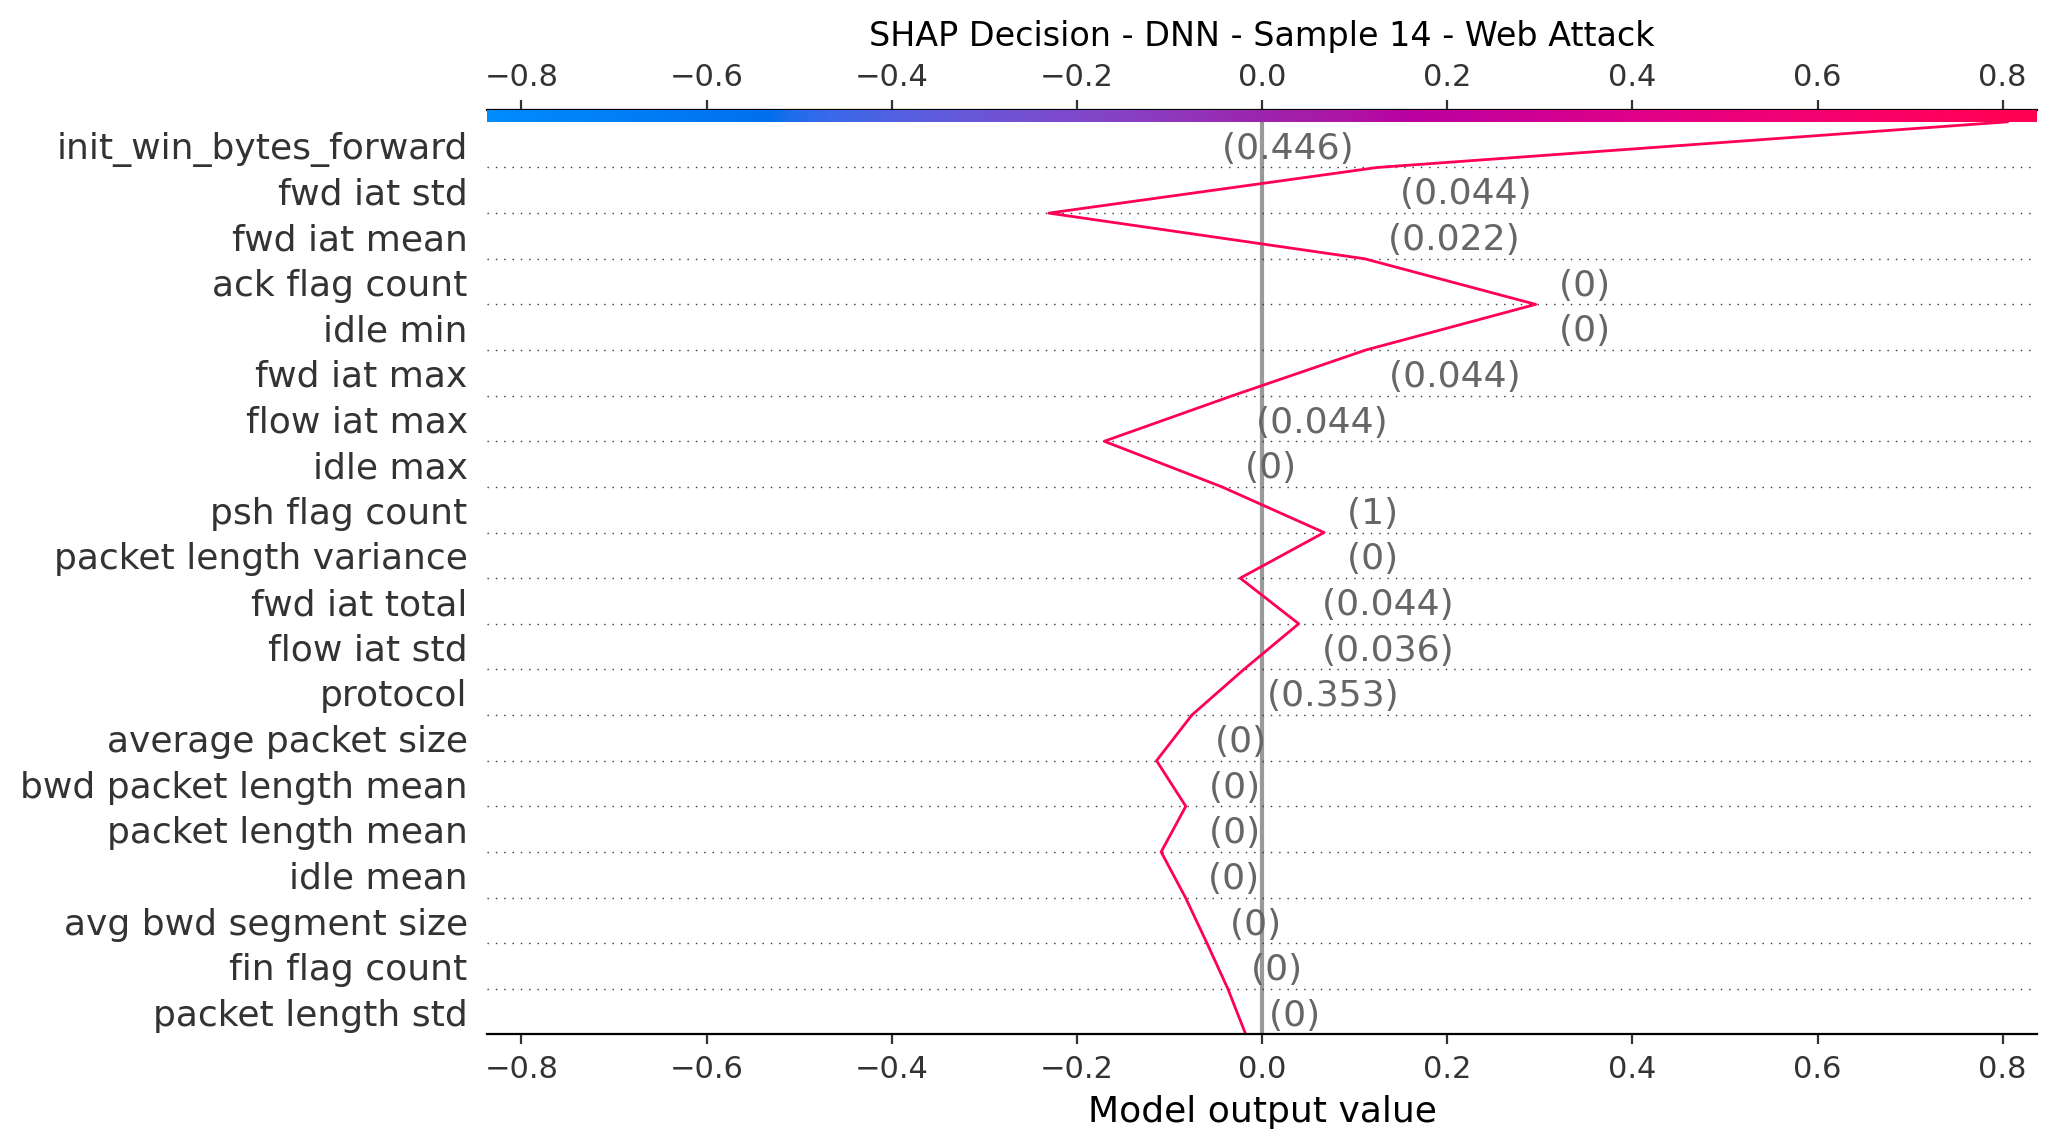 SHAP Decision - DNN - Sample 14 - Web Attack
−0.8 −0.6 −0.4 −0.2 0.0 0.2 0.4 0.6 0.8
init_win_bytes_forward (0.446)
fwd iat std (0.044)
fwd iat mean (0.022)
ack flag count (0)
idle min (0)
fwd iat max (0.044)
flow iat max (0.044)
idle max (0)
psh flag count (1)
packet length variance (0)
fwd iat total (0.044)
flow iat std (0.036)
protocol (0.353)
average packet size (0)
bwd packet length mean (0)
packet length mean (0)
idle mean (0)
avg bwd segment size (0)
fin flag count (0)
packet length std (0)
−0.8 −0.6 −0.4 −0.2 0.0 0.2 0.4 0.6 0.8
Model output value